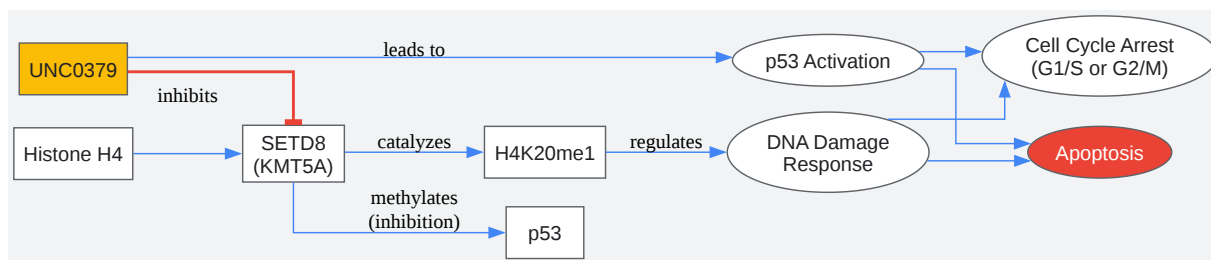 leads to
UNC0379
p53 Activation
Cell Cycle Arrest
(G1/S or G2/M)
inhibits
Histone H4
SETD8
(KMT5A)
catalyzes
H4K20me1
regulates
DNA Damage
Response
Apoptosis
methylates
(inhibition)
p53